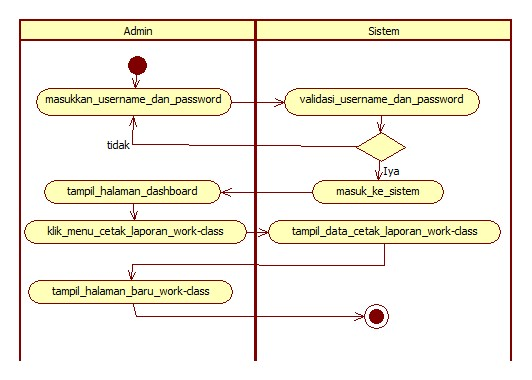 Admin
Sistem
masukkan_username_dan_password
validasi_username_dan_password
tidak
Iya
tampil_halaman_dashboard
masuk_ke_sistem
klik_menu_cetak_laporan_work-class
tampil_data_cetak_laporan_work-class
tampil_halaman_baru_work-class